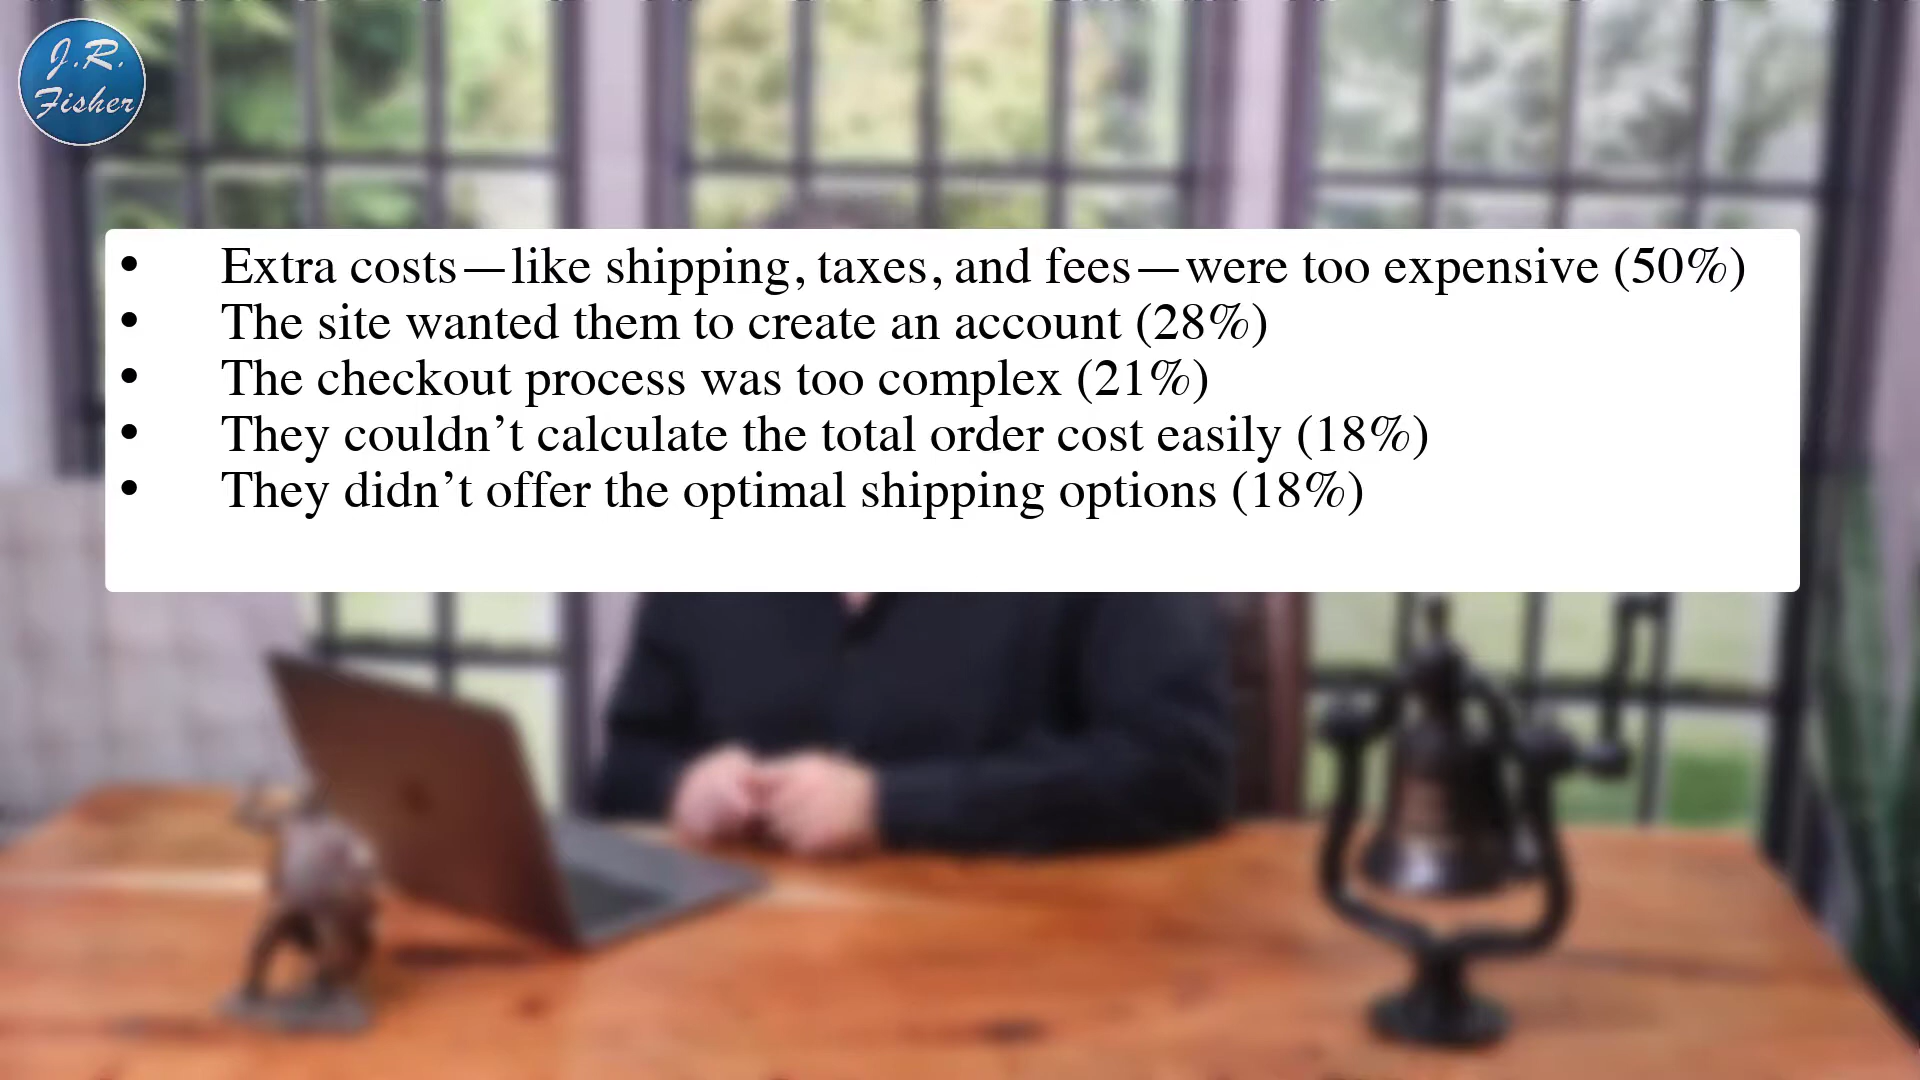 J.R.
Fisher
• Extra costs—like shipping, taxes, and fees—were too expensive (50%)
• The site wanted them to create an account (28%)
• The checkout process was too complex (21%)
• They couldn’t calculate the total order cost easily (18%)
• They didn’t offer the optimal shipping options (18%)